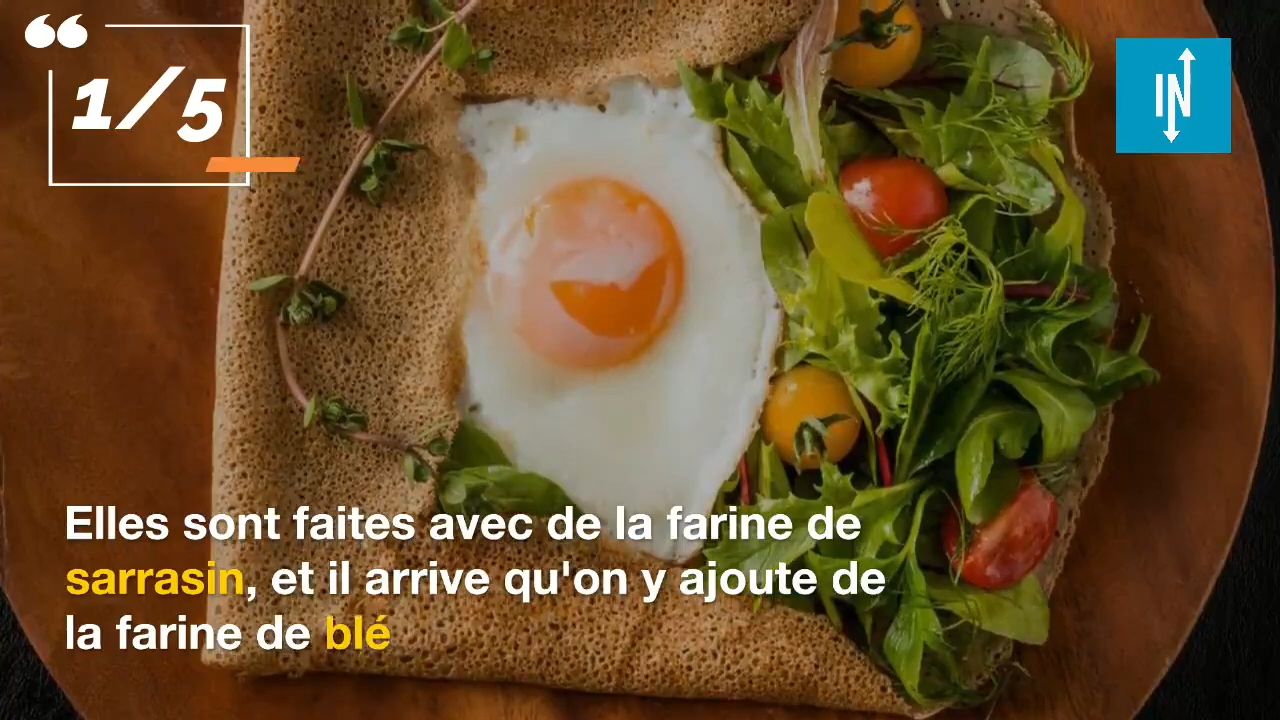 1/5
IN
Elles sont faites avec de la farine de
sarrasin, et il arrive qu'on y ajoute de
la farine de blé